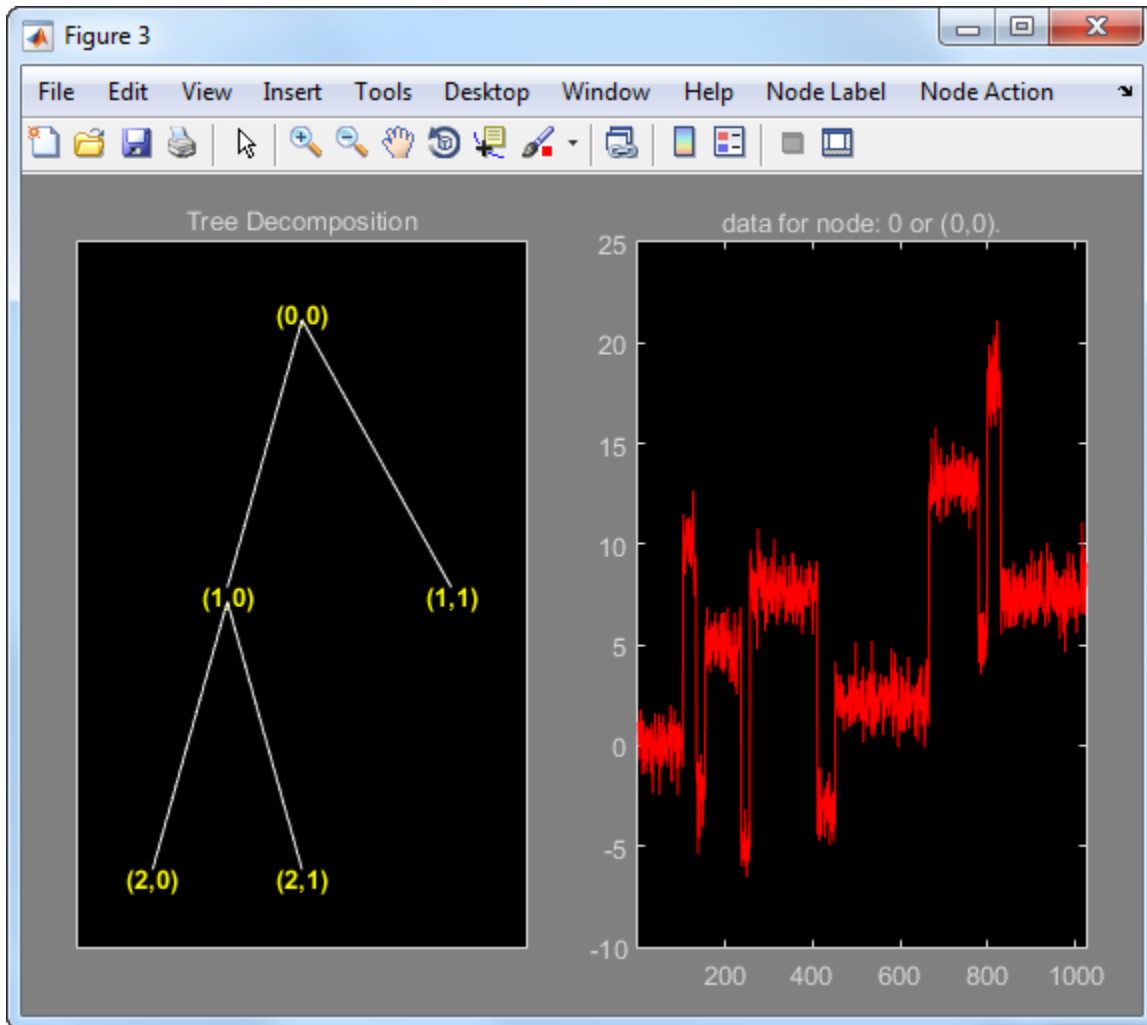 Figure 3
File Edit View Insert Tools Desktop Window Help Node Label Node Action
Tree Decomposition
(0,0)
(1,0) (1,1)
(2,0) (2,1)
data for node: 0 or (0,0).
25
20
15
10
5
0
-5
-10
200 400 600 800 1000